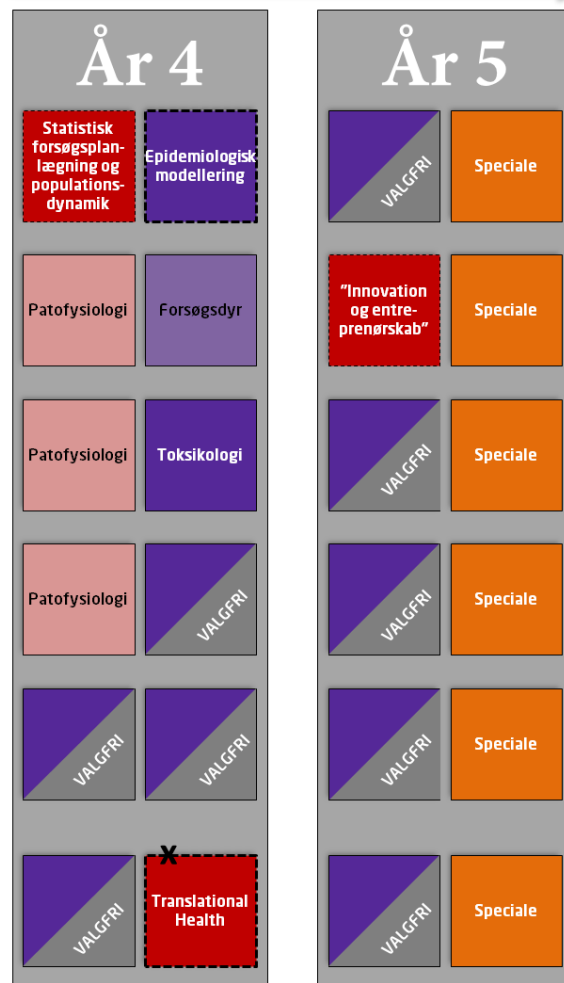 År 4
Statistisk
forsøgsplan-
lægning og
populations-
dynamik
Epidemiologisk
modellering
Patofysiologi
Forsøgsdyr
Patofysiologi
Toksikologi
Patofysiologi
VALGFRI
VALGFRI
VALGFRI
VALGFRI
X
Translational
Health
År 5
VALGFRI
Speciale
"Innovation
og entre-
prenørskab"
Speciale
VALGFRI
Speciale
VALGFRI
Speciale
VALGFRI
Speciale
VALGFRI
Speciale